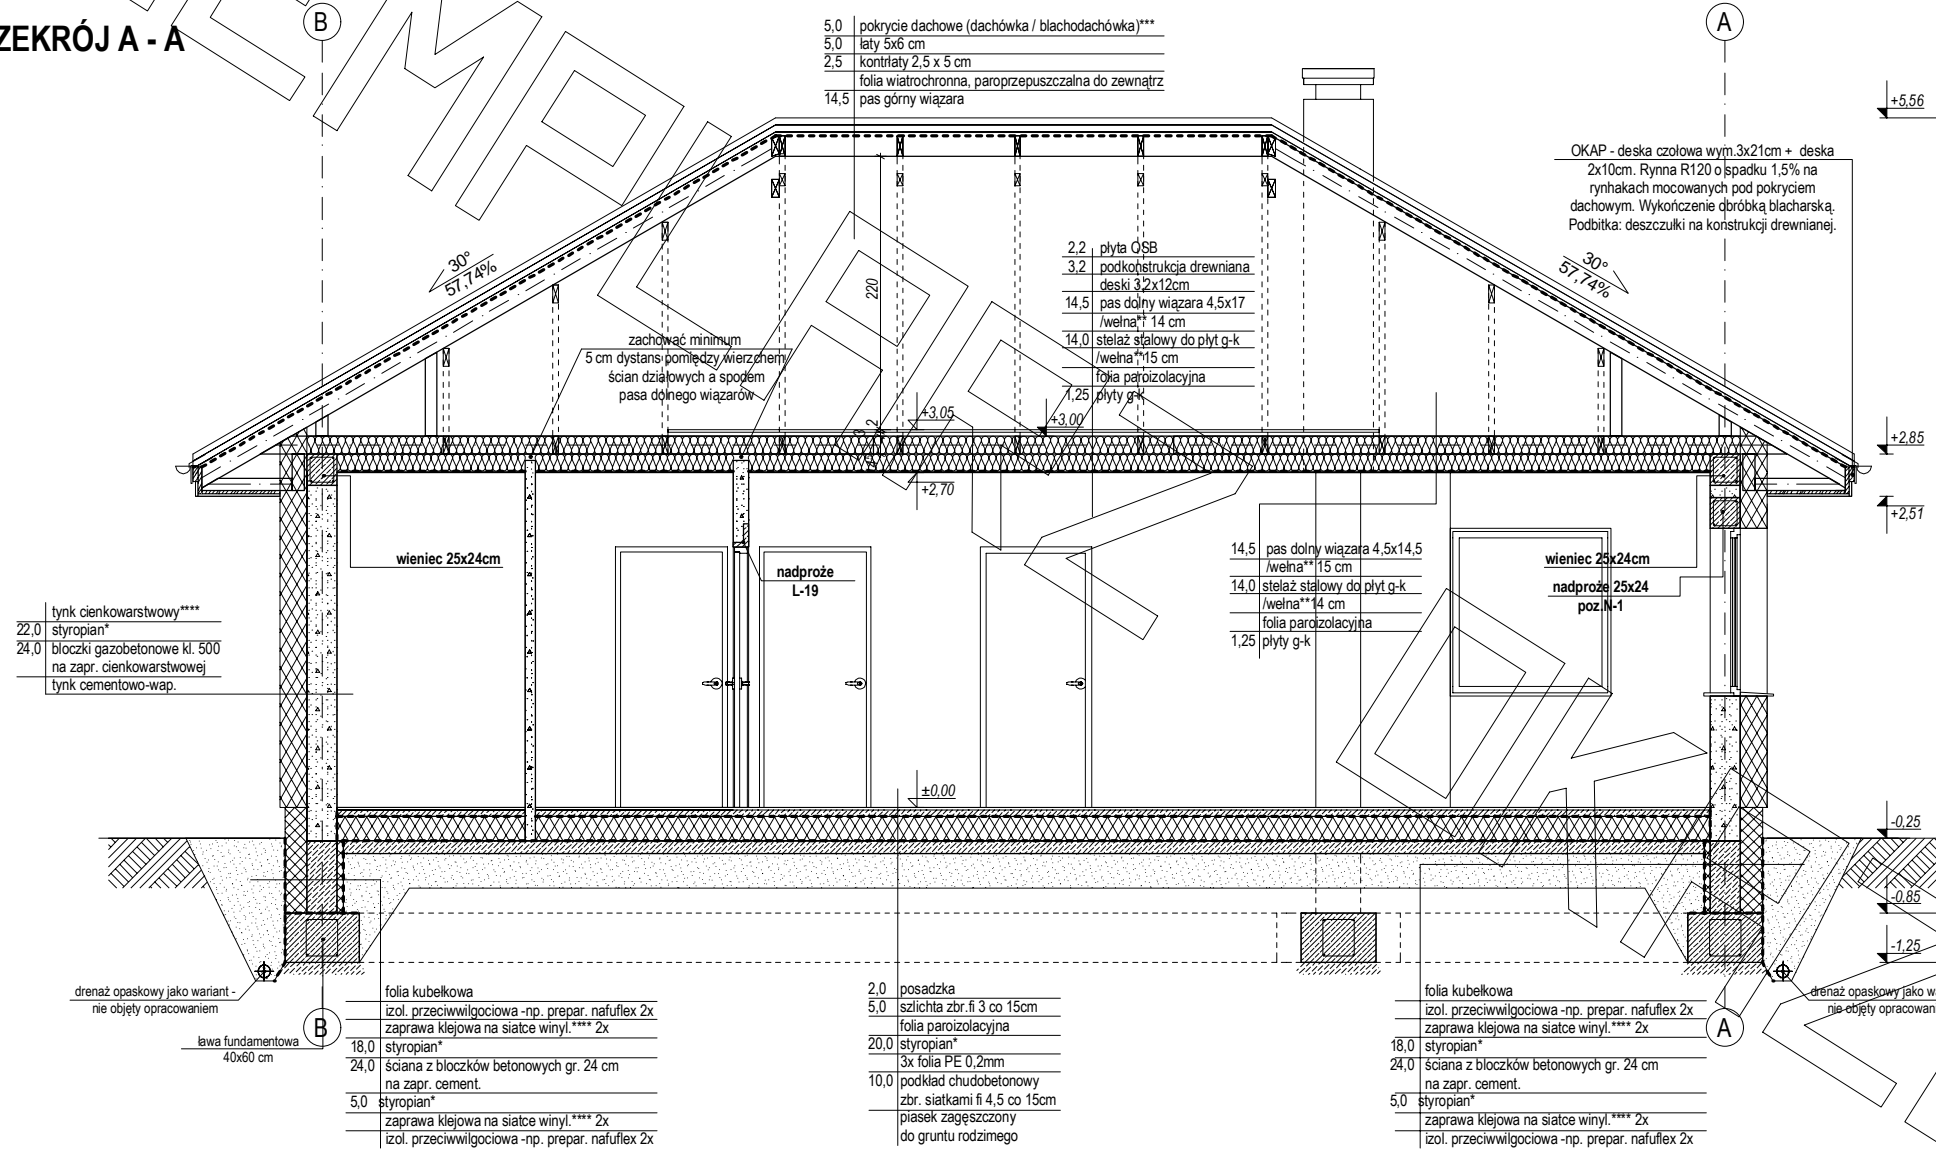 ZEKRÓJ A - A
B
A
5,0 pokrycie dachowe (dachówka / blachodachówka)***
5,0 łaty 5x6 cm
2,5 kontrłaty 2,5 x 5 cm
folia wiatrochronna, paroprzepuszczalna do zewnątrz
14,5 pas górny wiązara
+5,56
OKAP - deska czołowa wym.3x21cm + deska
2x10cm. Rynna R120 o spadku 1,5% na
rynhakach mocowanych pod pokryciem
dachowym. Wykończenie obróbką blacharską.
Podbitka: deszczułki na konstrukcji drewnianej.
30°
57,74%
30°
57,74%
220
2,2 płyta OSB
3,2 podkonstrukcja drewniana
deski 3,2x12cm
14,5 pas dolny wiązara 4,5x17
/wełna** 14 cm
14,0 stelaż stalowy do płyt g-k
/wełna**15 cm
folia paroizolacyjna
1,25 płyty g-k
zachować minimum
5 cm dystans pomiędzy wierzchem
ścian działowych a spodem
pasa dolnego wiązarów
+3,05
+3,00
+2,85
+2,70
+2,51
wieniec 25x24cm
nadproże
L-19
14,5 pas dolny wiązara 4,5x14,5
/wełna** 15 cm
14,0 stelaż stalowy do płyt g-k
/wełna**14 cm
folia paroizolacyjna
1,25 płyty g-k
wieniec 25x24cm
nadproże 25x24
poz.N-1
tynk cienkowarstwowy****
22,0 styropian*
24,0 bloczki gazobetonowe kl. 500
na zapr. cienkowarstwowej
tynk cementowo-wap.
±0,00
-0,25
-0,85
-1,25
drenaż opaskowy jako wariant -
nie objęty opracowaniem
ława fundamentowa
40x60 cm
B
folia kubełkowa
izol. przeciwwilgociowa -np. prepar. nafuflex 2x
zaprawa klejowa na siatce winyl.**** 2x
18,0 styropian*
24,0 ściana z bloczków betonowych gr. 24 cm
na zapr. cement.
5,0 styropian*
zaprawa klejowa na siatce winyl.**** 2x
izol. przeciwwilgociowa -np. prepar. nafuflex 2x
2,0 posadzka
5,0 szlichta zbr.fi 3 co 15cm
folia paroizolacyjna
20,0 styropian*
3x folia PE 0,2mm
10,0 podkład chudobetonowy
zbr. siatkami fi 4,5 co 15cm
piasek zagęszczony
do gruntu rodzimego
folia kubełkowa
izol. przeciwwilgociowa -np. prepar. nafuflex 2x
zaprawa klejowa na siatce winyl.**** 2x
18,0 styropian*
24,0 ściana z bloczków betonowych gr. 24 cm
na zapr. cement.
5,0 styropian*
zaprawa klejowa na siatce winyl.**** 2x
izol. przeciwwilgociowa -np. prepar. nafuflex 2x
A
drenaż opaskowy jako wa
nie objęty opracowani